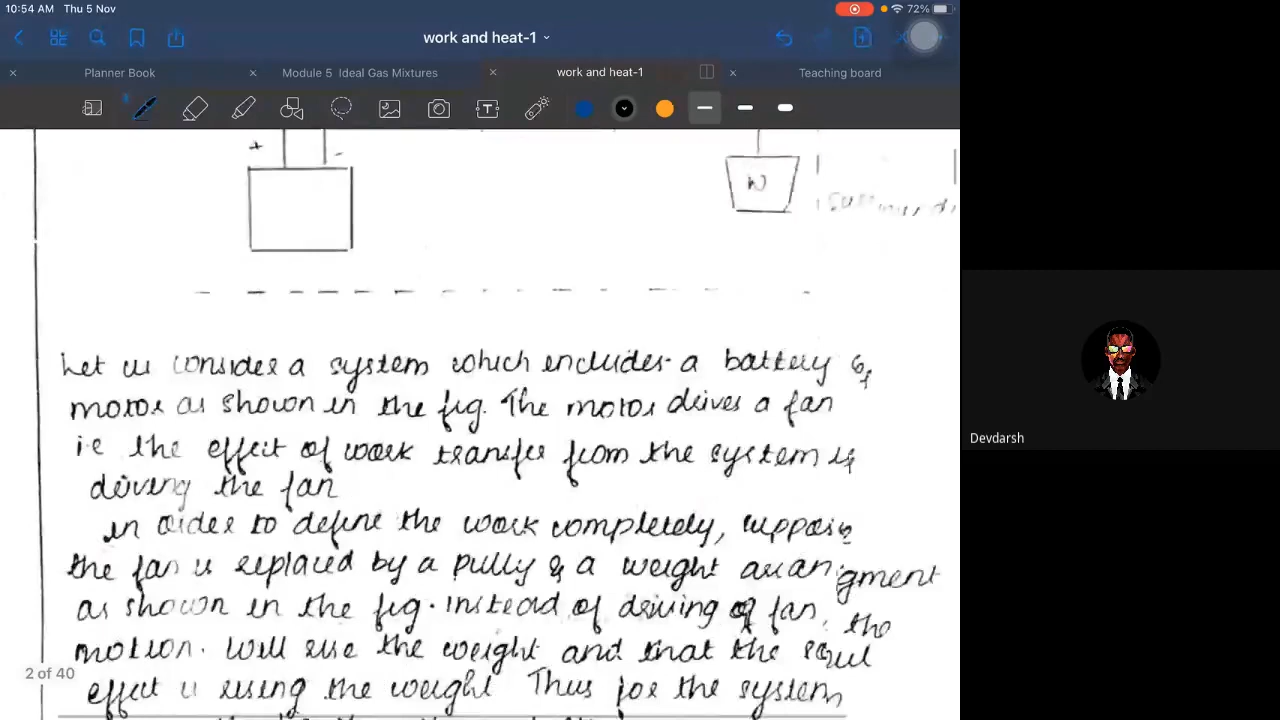 10:54 AM Thu 5 Nov
72%
work and heat-1
Planner Book
Module 5 Ideal Gas Mixtures
work and heat-1
Teaching board
+ -
W
Let us consider a system which includes a battery &
motor as shown in the fig. The motor drives a fan
i.e the effect of work transfer from the system is
driving the fan
in order to define the work completely, suppose
the fan is replaced by a pully & a weight arrangment
as shown in the fig. instead of driving of fan, the
motion. Will rise the weight and that the
effect is rising the weight Thus for the system
2 of 40
Devdarsh